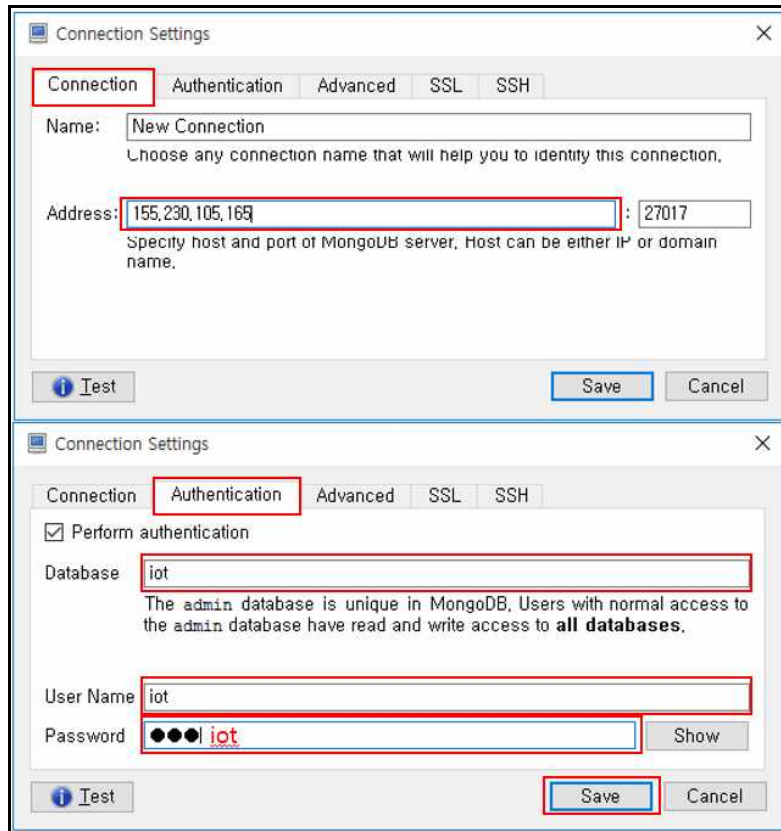 Connection Settings
Connection Authentication Advanced SSL SSH
Name: New Connection
Choose any connection name that will help you to identify this connection.
Address: 155.230.105.165 : 27017
Specify host and port of MongoDB server. Host can be either IP or domain
name.
Test Save Cancel
Connection Settings
Connection Authentication Advanced SSL SSH
Perform authentication
Database iot
The admin database is unique in MongoDB. Users with normal access to
the admin database have read and write access to all databases.
User Name iot
Password ●●● iot Show
Test Save Cancel